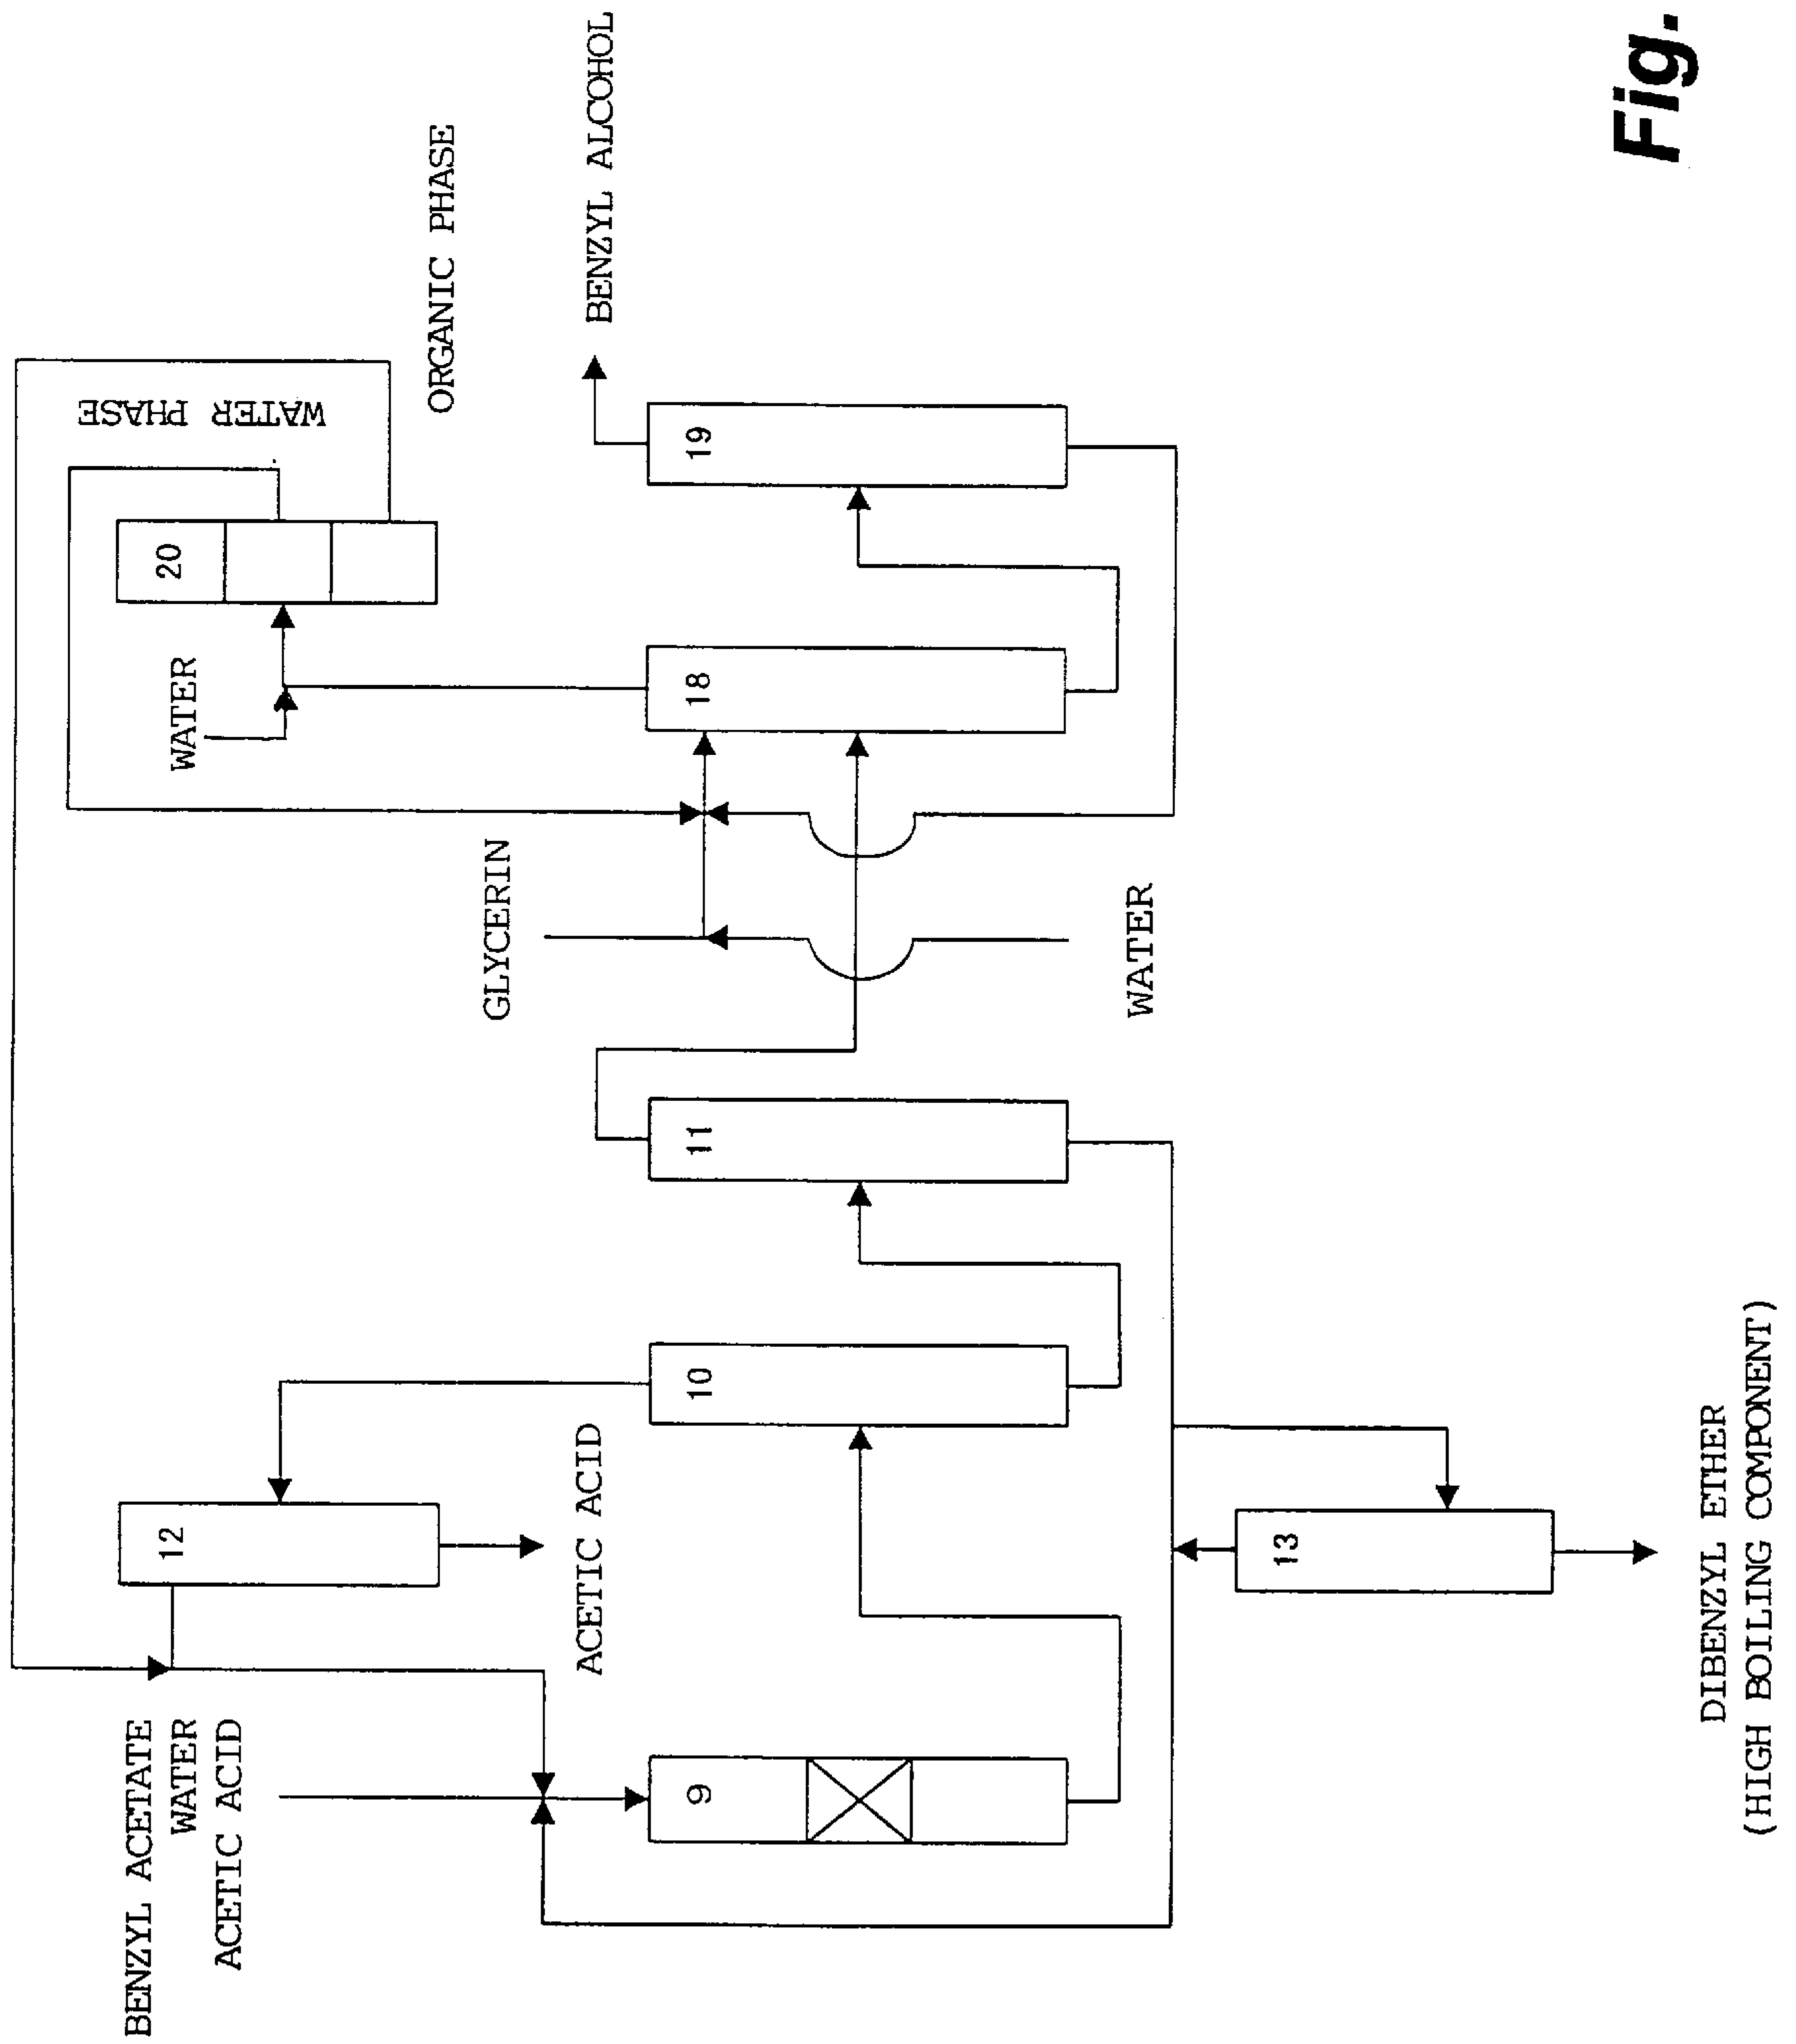 BENZYL ACETATE
WATER
ACETIC ACID
12
ACETIC ACID
9
10
11
13
DIBENZYL ETHER
(HIGH BOILING COMPONENT)
GLYCERIN
WATER
WATER
20
WATER PHASE
ORGANIC PHASE
18
19
BENZYL ALCOHOL
Fig.